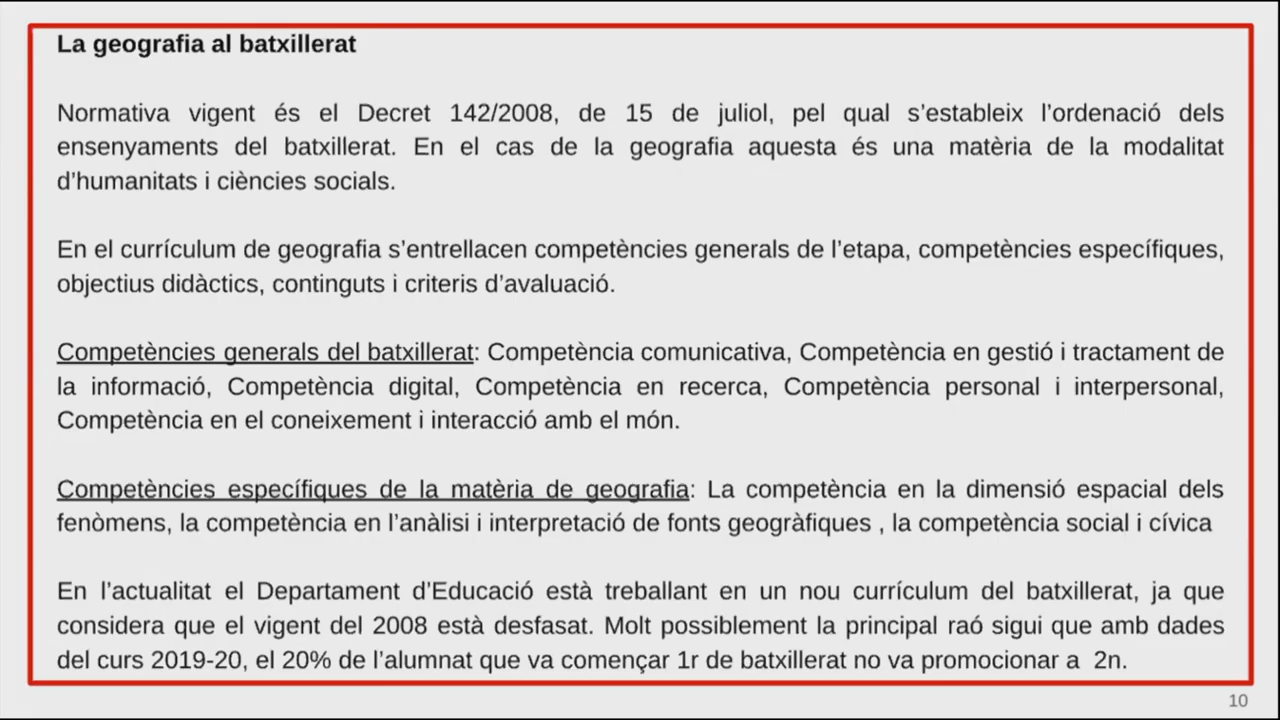 La geografia al batxillerat
Normativa vigent és el Decret 142/2008, de 15 de juliol, pel qual s’estableix l’ordenació dels
ensenyaments del batxillerat. En el cas de la geografia aquesta és una matèria de la modalitat
d’humanitats i ciències socials.
En el currículum de geografia s’entrellacen competències generals de l’etapa, competències específiques,
objectius didàctics, continguts i criteris d’avaluació.
Competències generals del batxillerat: Competència comunicativa, Competència en gestió i tractament de
la informació, Competència digital, Competència en recerca, Competència personal i interpersonal,
Competència en el coneixement i interacció amb el món.
Competències específiques de la matèria de geografia: La competència en la dimensió espacial dels
fenòmens, la competència en l’anàlisi i interpretació de fonts geogràfiques , la competència social i cívica
En l’actualitat el Departament d’Educació està treballant en un nou currículum del batxillerat, ja que
considera que el vigent del 2008 està desfasat. Molt possiblement la principal raó sigui que amb dades
del curs 2019-20, el 20% de l’alumnat que va començar 1r de batxillerat no va promocionar a  2n.
10